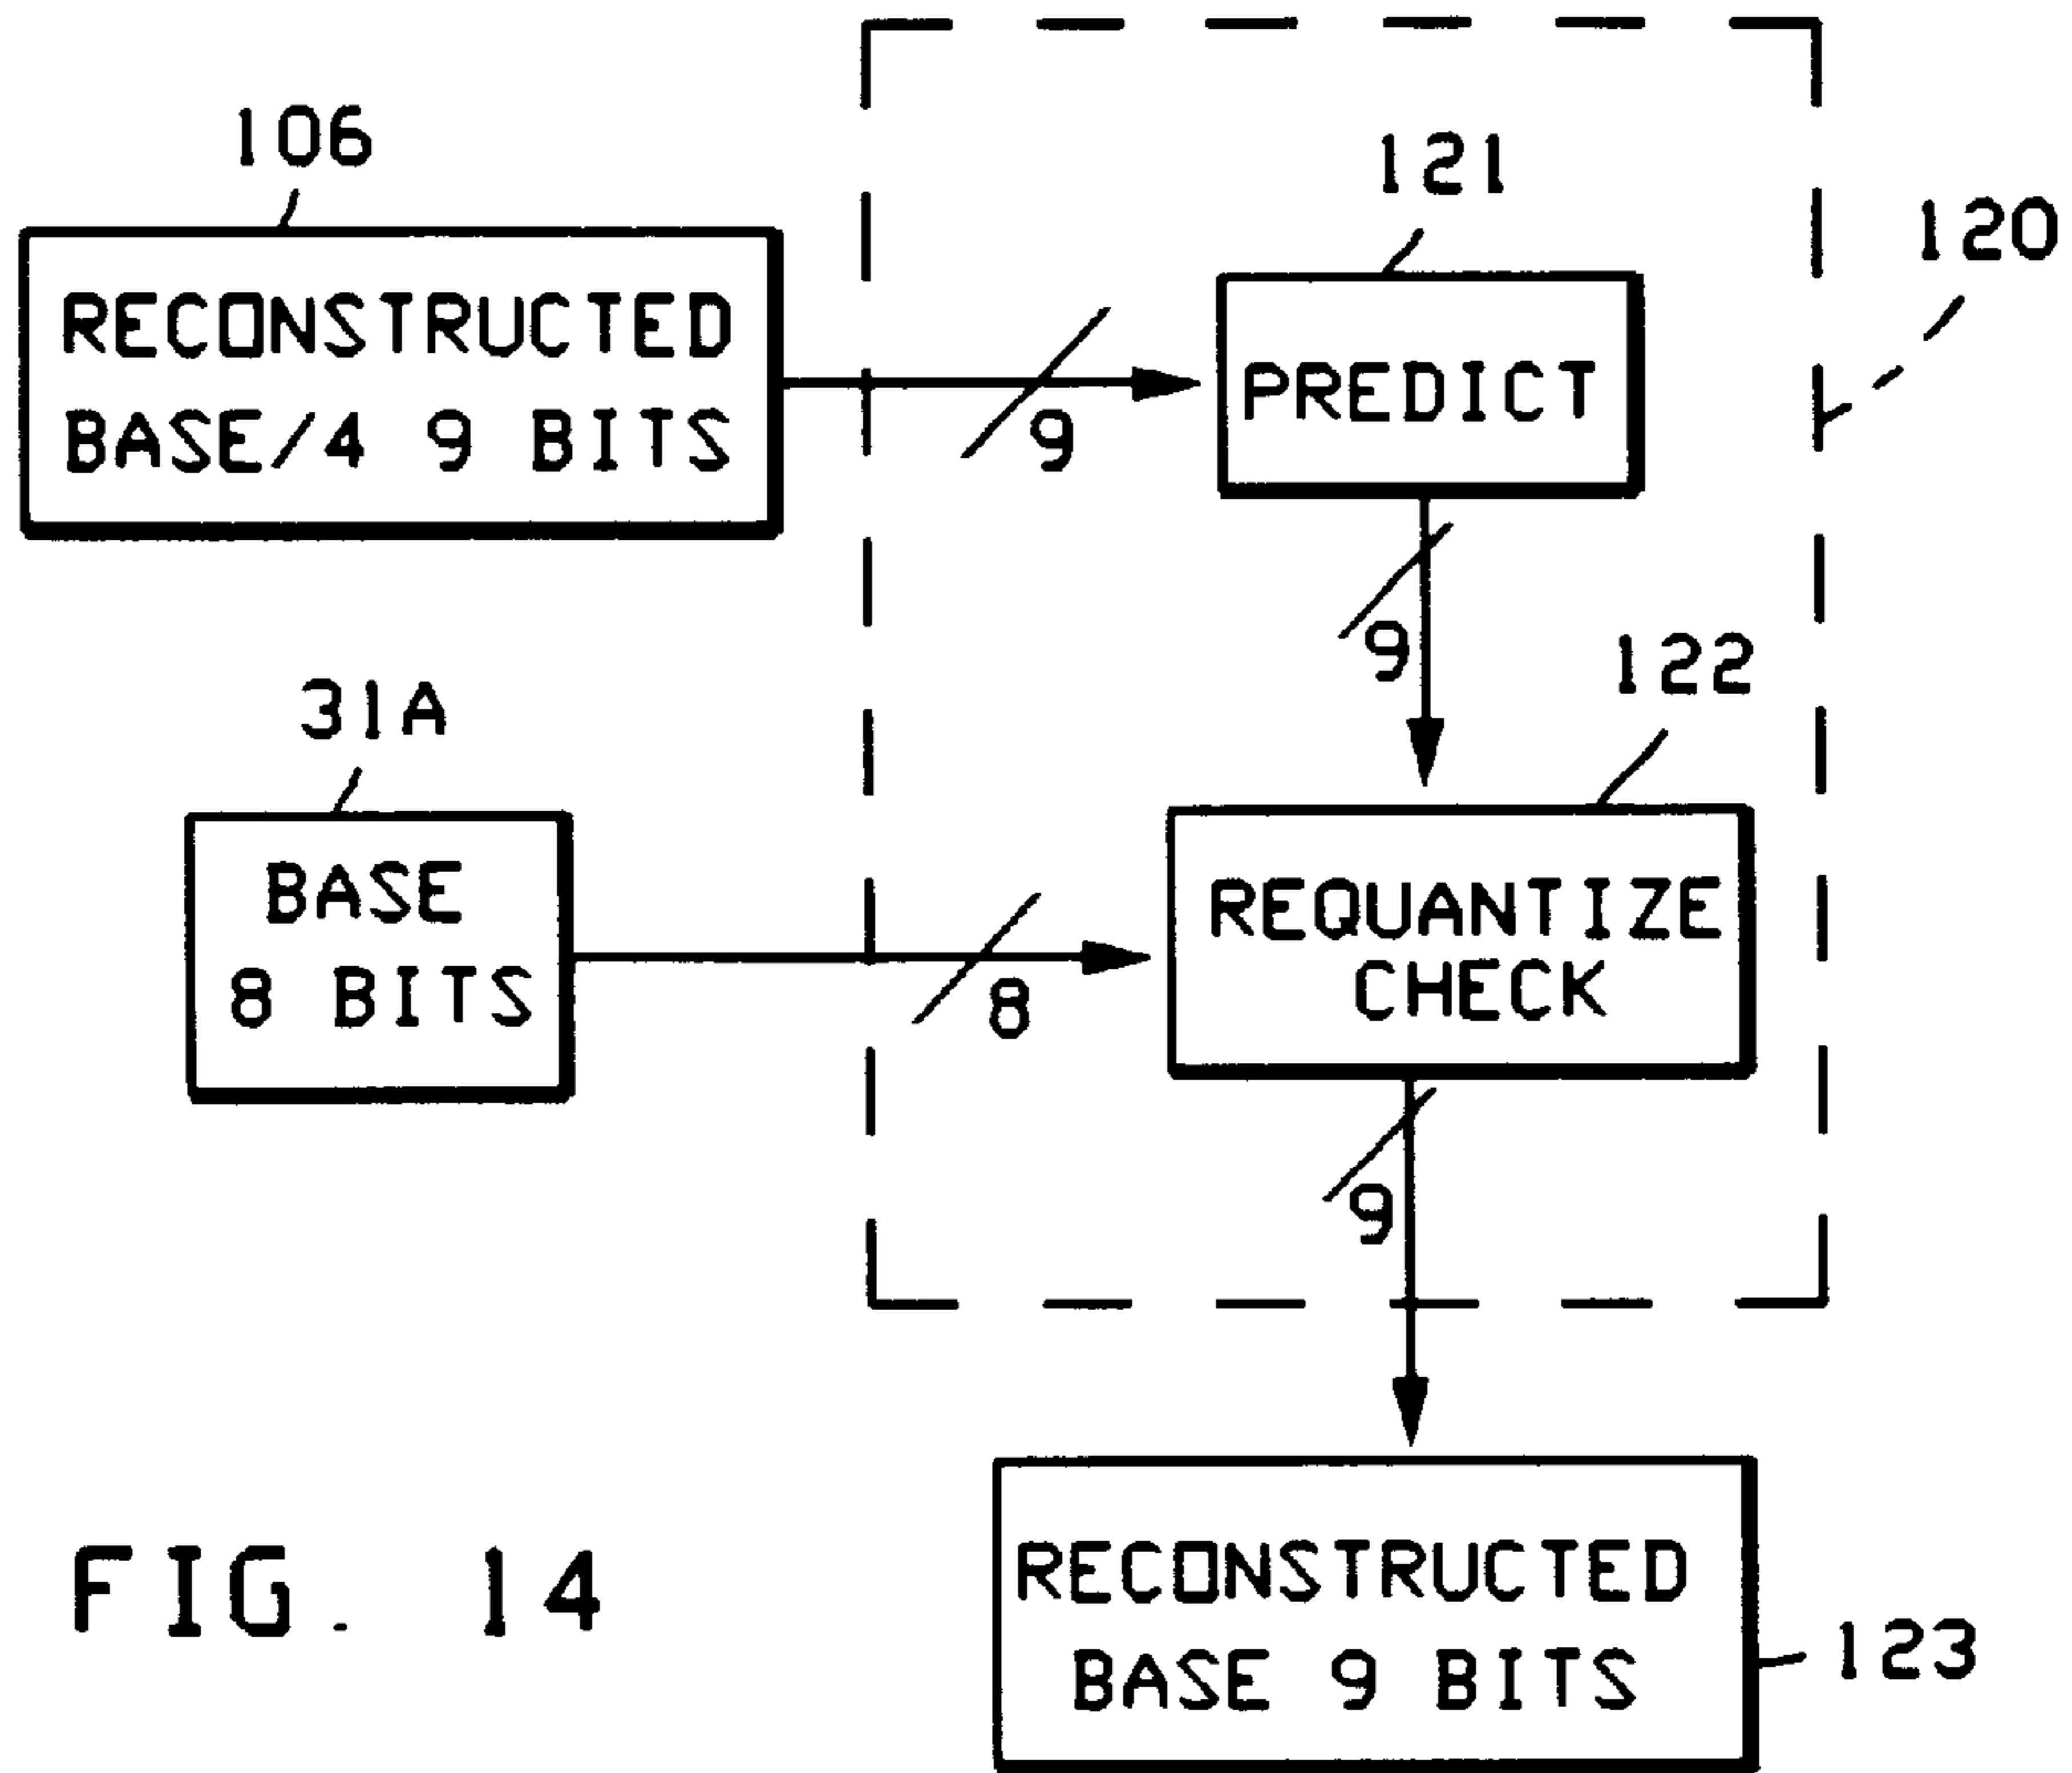 106
121
120
RECONSTRUCTED
BASE/4 9 BITS
9
PREDICT
9
122
31A
BASE
8 BITS
8
REQUANTIZE
CHECK
9
RECONSTRUCTED
BASE 9 BITS
123
FIG. 14